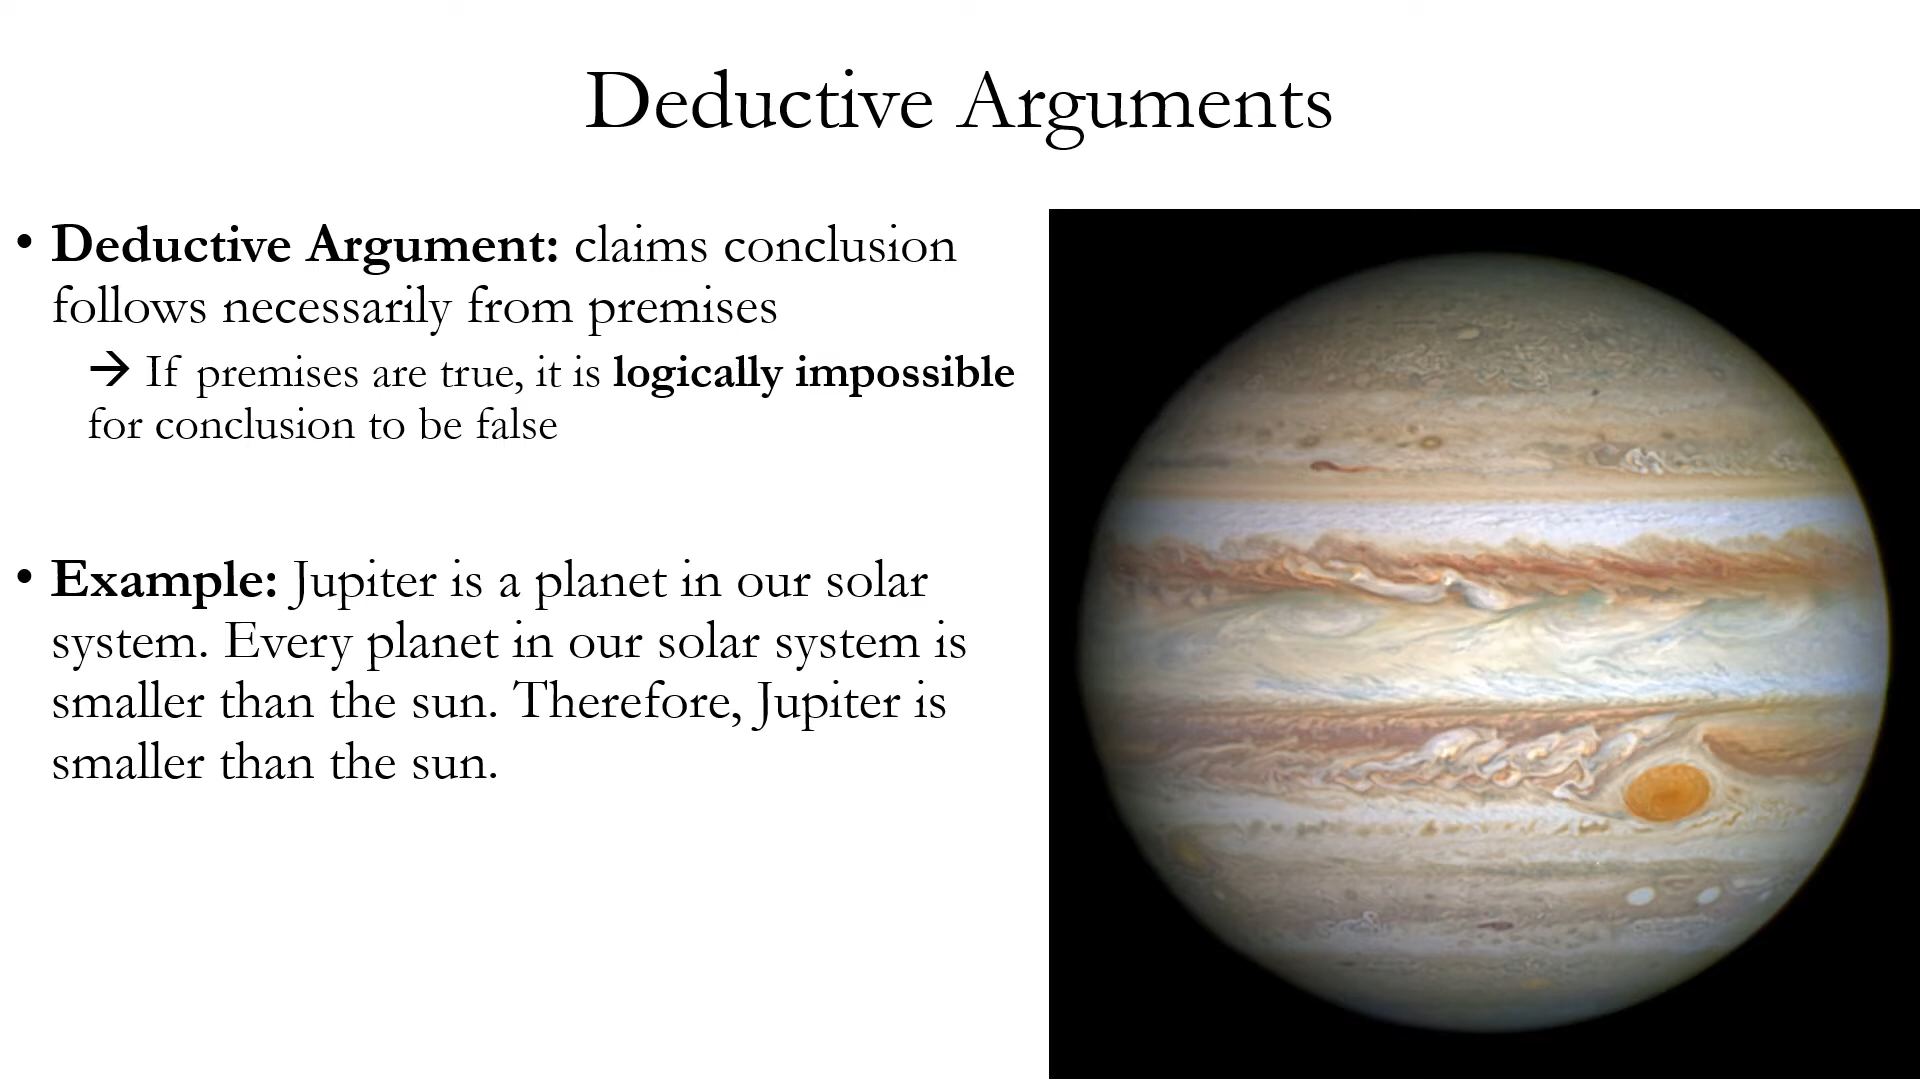 Deductive Arguments
• Deductive Argument: claims conclusion
follows necessarily from premises
→ If premises are true, it is logically impossible
for conclusion to be false
• Example: Jupiter is a planet in our solar
system. Every planet in our solar system is
smaller than the sun. Therefore, Jupiter is
smaller than the sun.